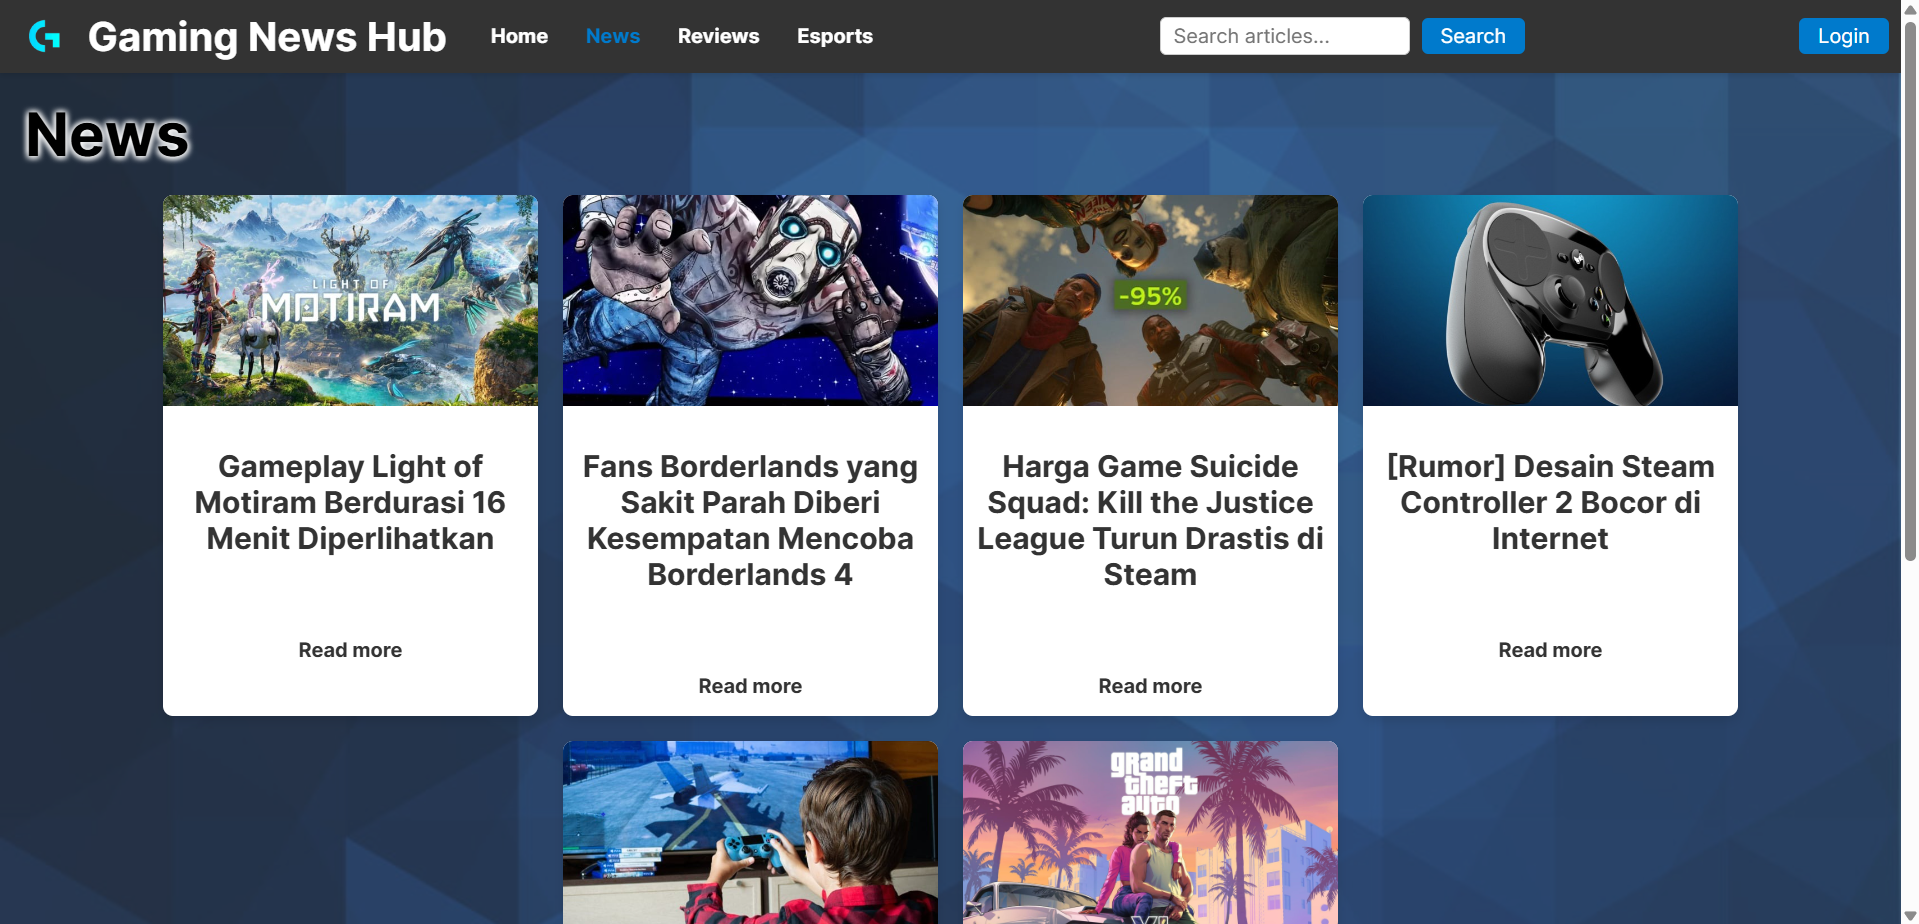 Gaming News Hub
Home
News
Reviews
Esports
Search articles...
Search
Login
News
LIGHT OF
MOTIRAM
-95%
Gameplay Light of
Motiram Berdurasi 16
Menit Diperlihatkan
Read more
Fans Borderlands yang
Sakit Parah Diberi
Kesempatan Mencoba
Borderlands 4
Read more
Harga Game Suicide
Squad: Kill the Justice
League Turun Drastis di
Steam
Read more
[Rumor] Desain Steam
Controller 2 Bocor di
Internet
Read more
grand
theft
auto
VI